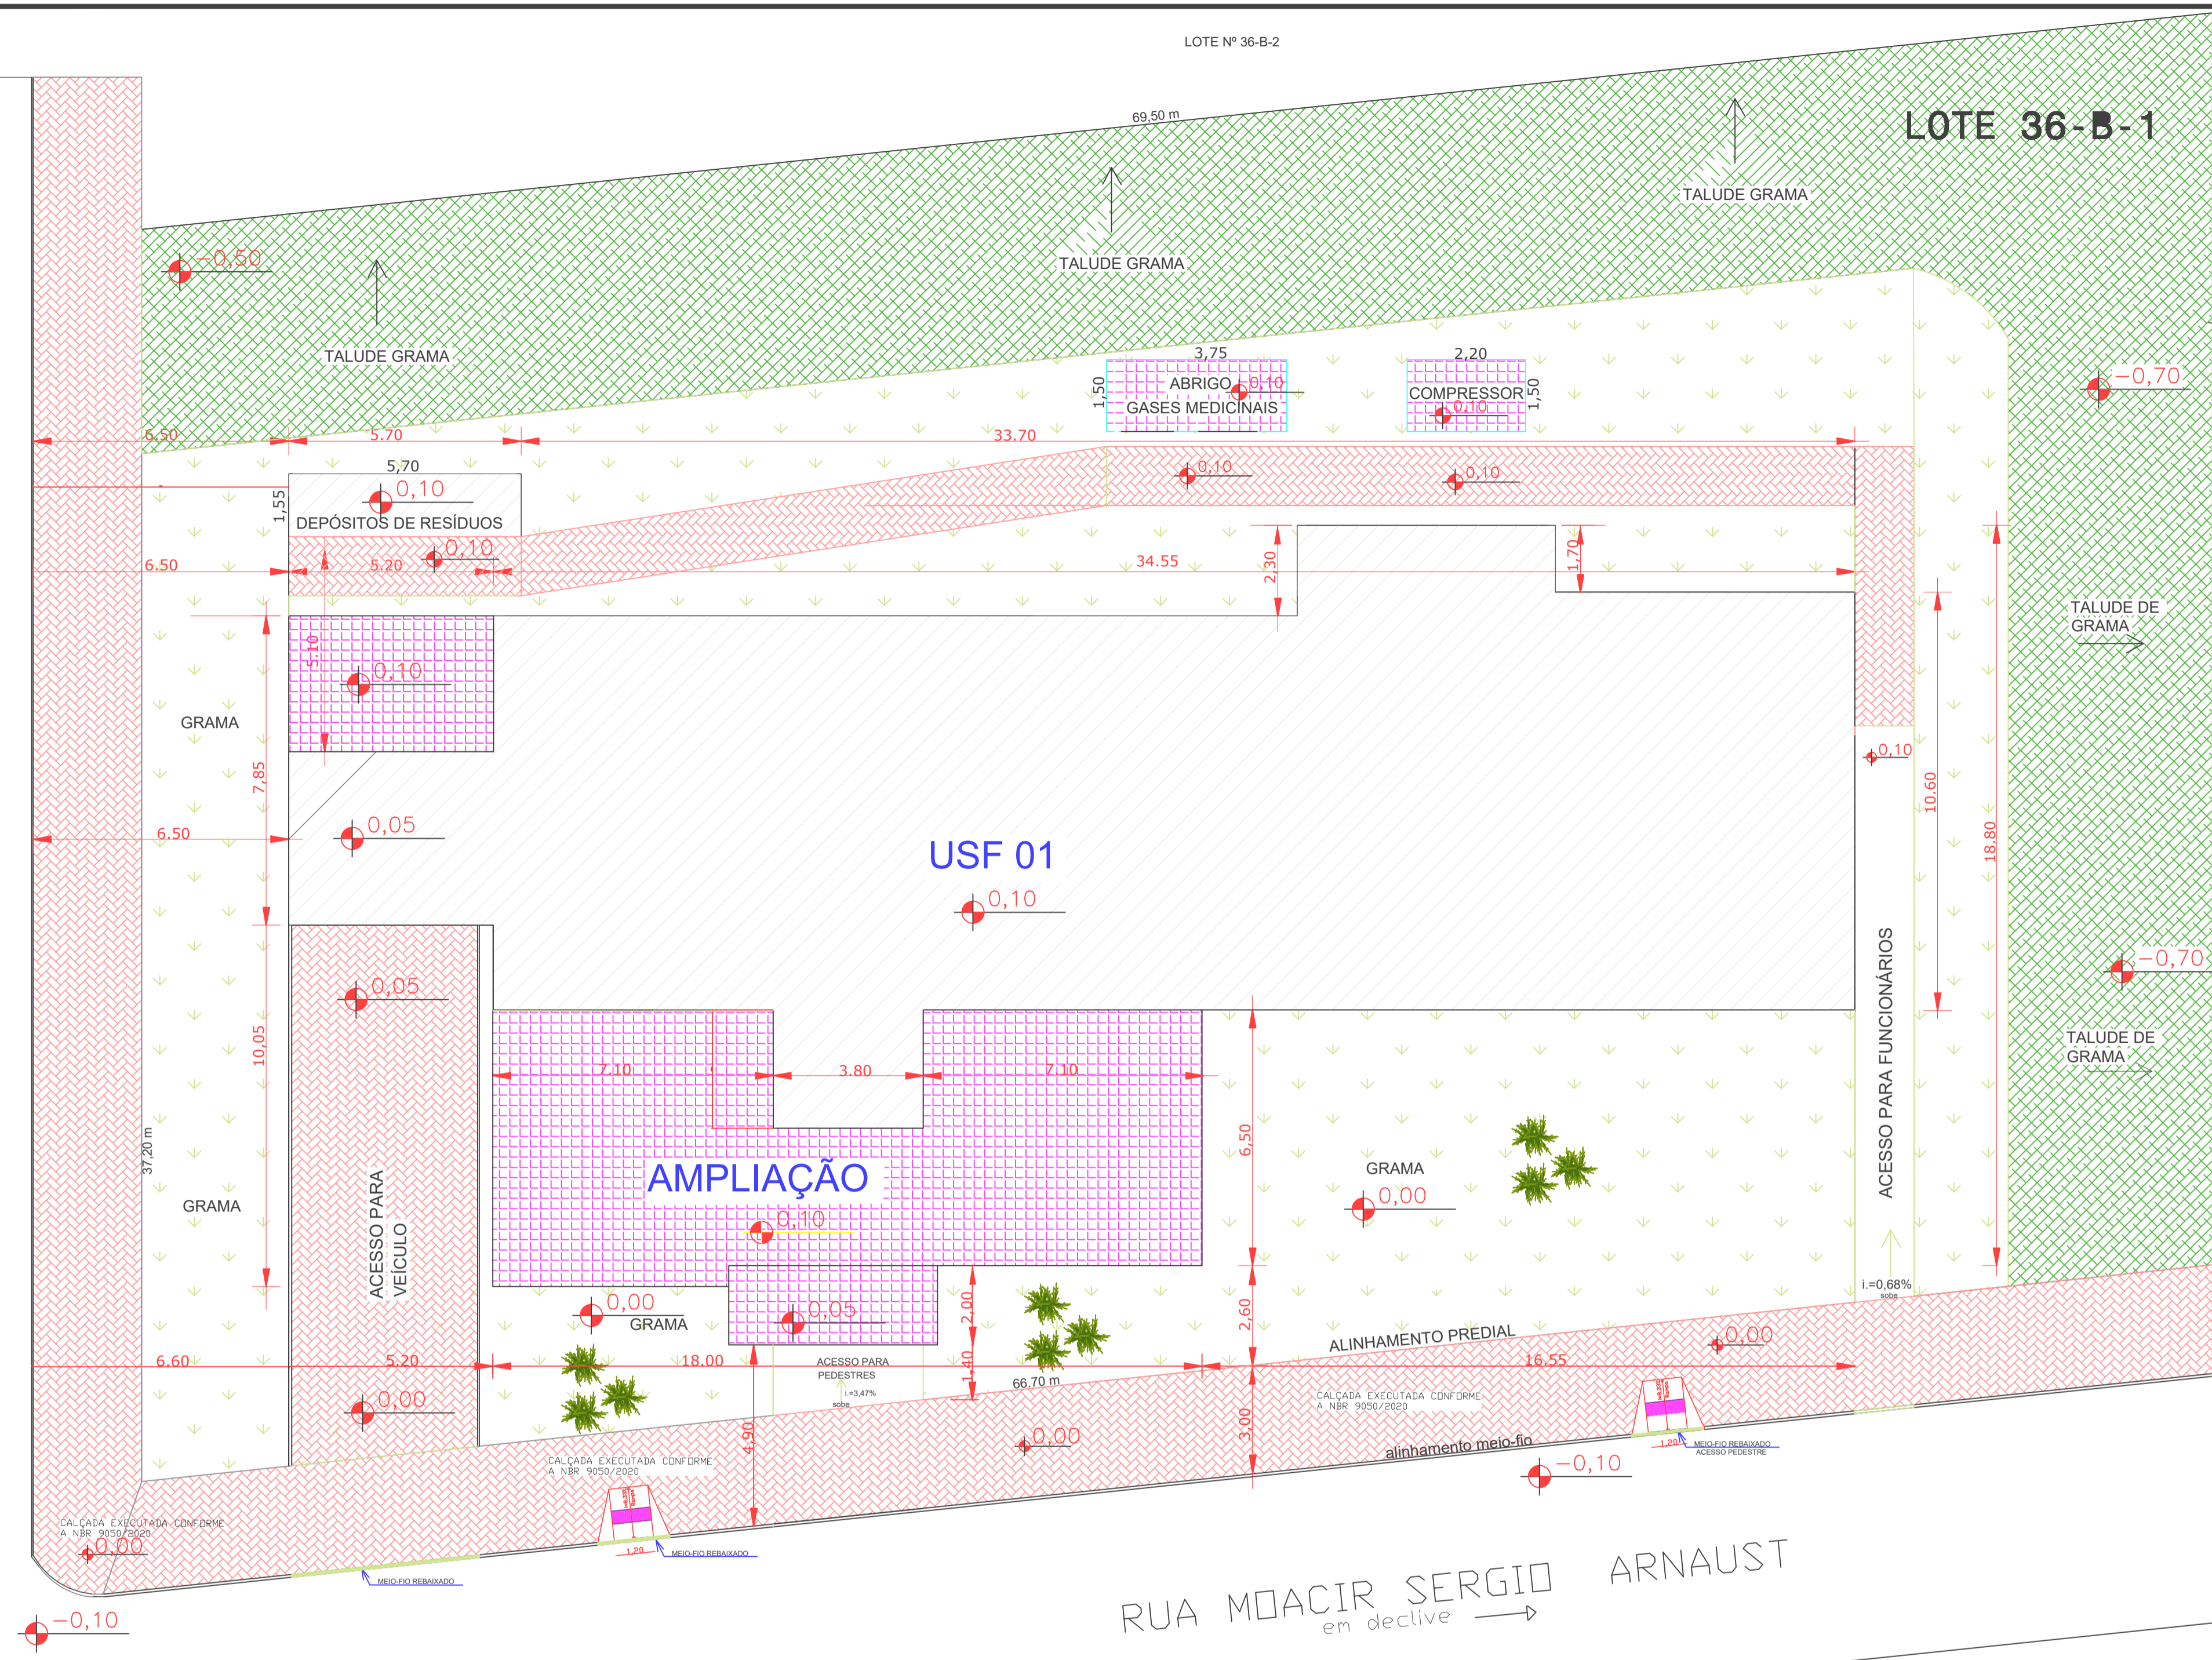 LOTE Nº 36-B-2
69,50 m
LOTE 36-B-1
TALUDE GRAMA
-0,50
TALUDE GRAMA
TALUDE GRAMA
3,75
2,20
-0,70
1,50
ABRIGO
0,10
GASES MEDICINAIS
COMPRESSOR
0,10
1,50
6.50
5.70
33.70
5,70
1,55
0,10
DEPÓSITOS DE RESÍDUOS
0,10
0,10
0,10
6.50
5.20
34.55
2,30
1,70
TALUDE DE
GRAMA
5.10
0,10
GRAMA
7,85
0,10
10.60
18.80
6.50
0,05
USF 01
0,10
-0,70
0,05
10,05
ACESSO PARA FUNCIONÁRIOS
TALUDE DE
GRAMA
7.10
3.80
7.10
6,50
37,20 m
GRAMA
0,00
AMPLIAÇÃO
0,10
GRAMA
ACESSO PARA
VEÍCULO
i.=0,68%
sobe
0,00
GRAMA
0,05
2,00
2,60
ALINHAMENTO PREDIAL
0,00
6.60
5.20
18.00
ACESSO PARA
PEDESTRES
i.=3,47%
sobe
1,40
66.70 m
16.55
CALÇADA EXECUTADA CONFORME
A NBR 9050/2020
0,00
4,90
0,00
3,00
alinhamento meio-fio
1,20
MEIO-FIO REBAIXADO
ACESSO PEDESTRE
-0,10
CALÇADA EXECUTADA CONFORME
A NBR 9050/2020
CALÇADA EXECUTADA CONFORME
A NBR 9050/2020
0,00
1,20
MEIO-FIO REBAIXADO
MEIO-FIO REBAIXADO
-0,10
RUA MOACIR SERGIO ARNAUST
em declive